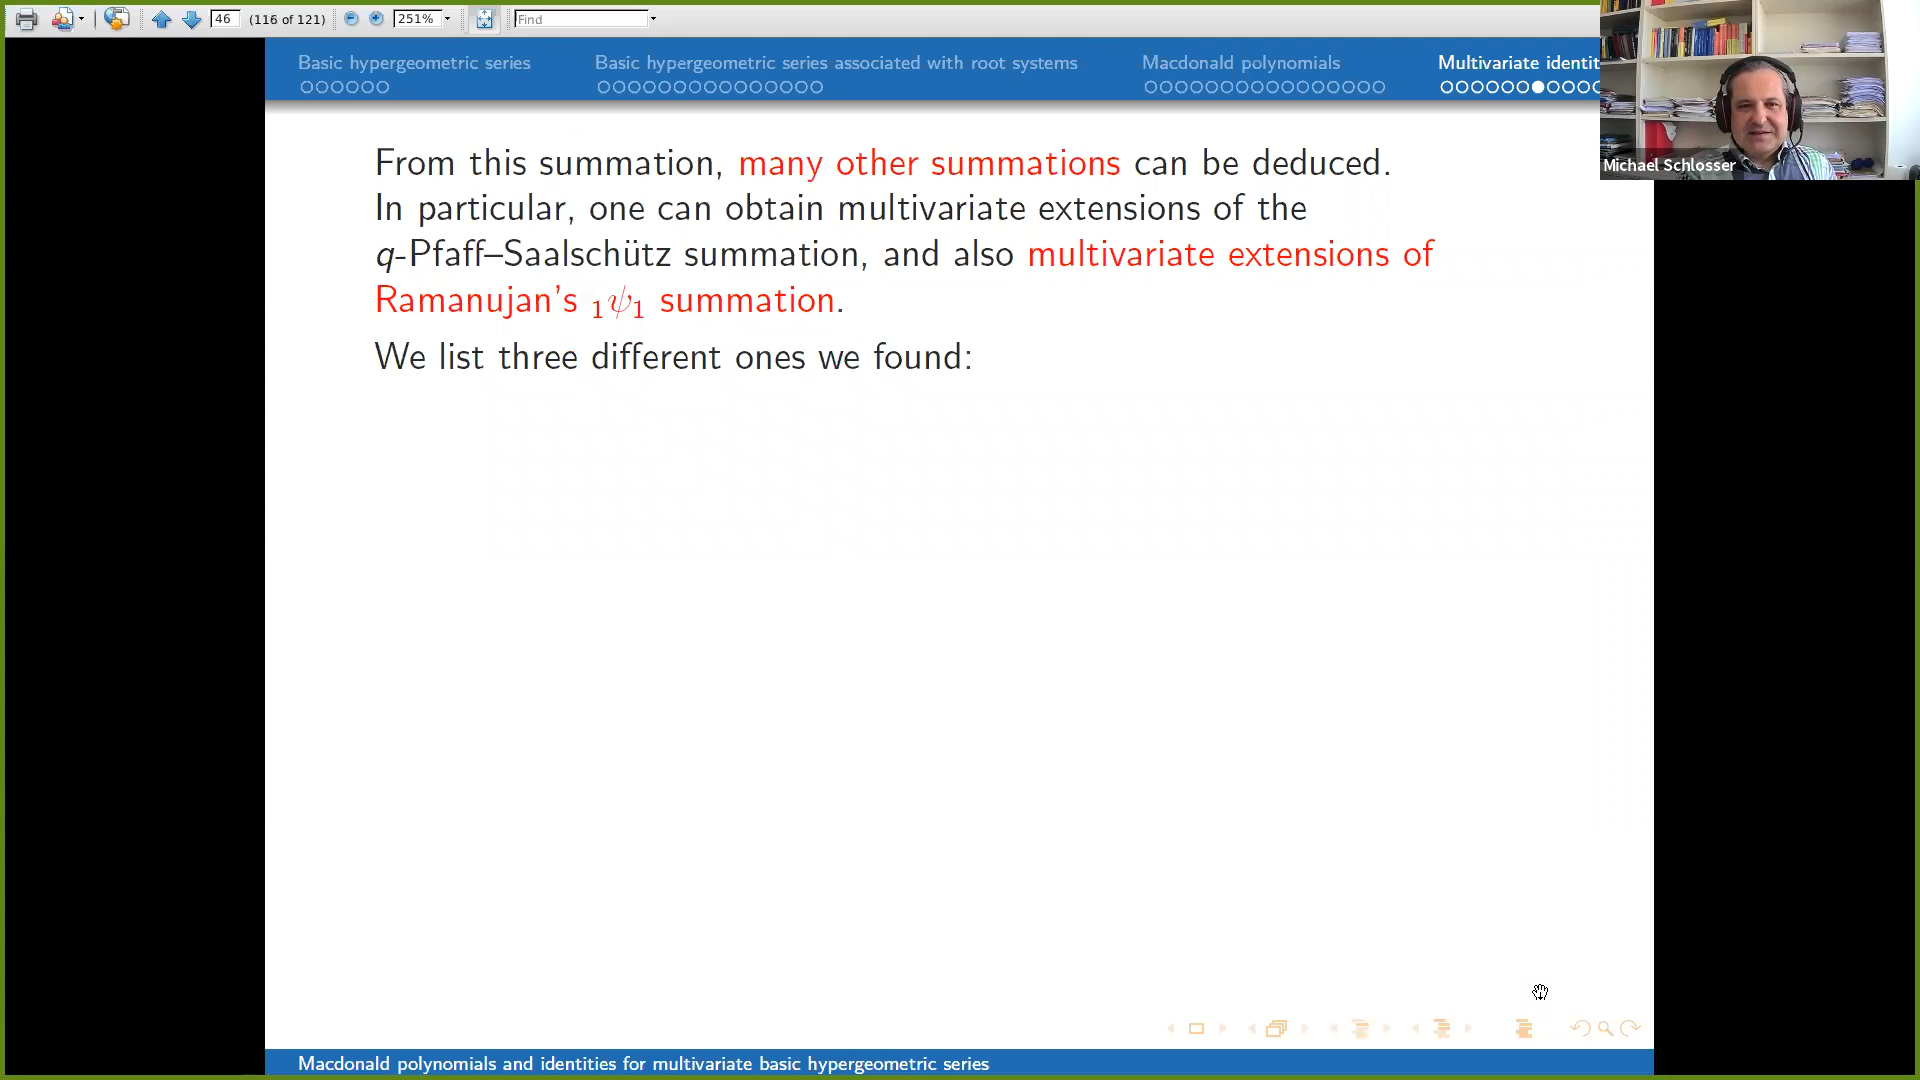 46 (116 of 121) 251% Find
Basic hypergeometric series Basic hypergeometric series associated with root systems Macdonald polynomials Multivariate identit
Michael Schlosser
From this summation, many other summations can be deduced.
In particular, one can obtain multivariate extensions of the
q-Pfaff–Saalschütz summation, and also multivariate extensions of
Ramanujan's ₁ψ₁ summation.
We list three different ones we found:
Macdonald polynomials and identities for multivariate basic hypergeometric series